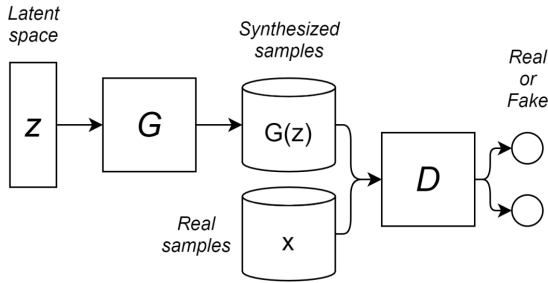 Latent
space
z
G
Synthesized
samples
G(z)
Real
samples
x
D
Real
or
Fake